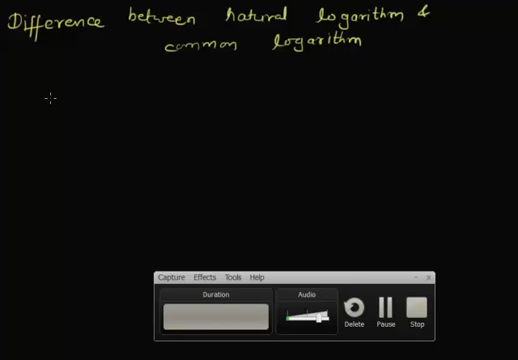 Difference between natural logarithm &
common logarithm
Capture Effects Tools Help
Duration Audio
Delete Pause Stop